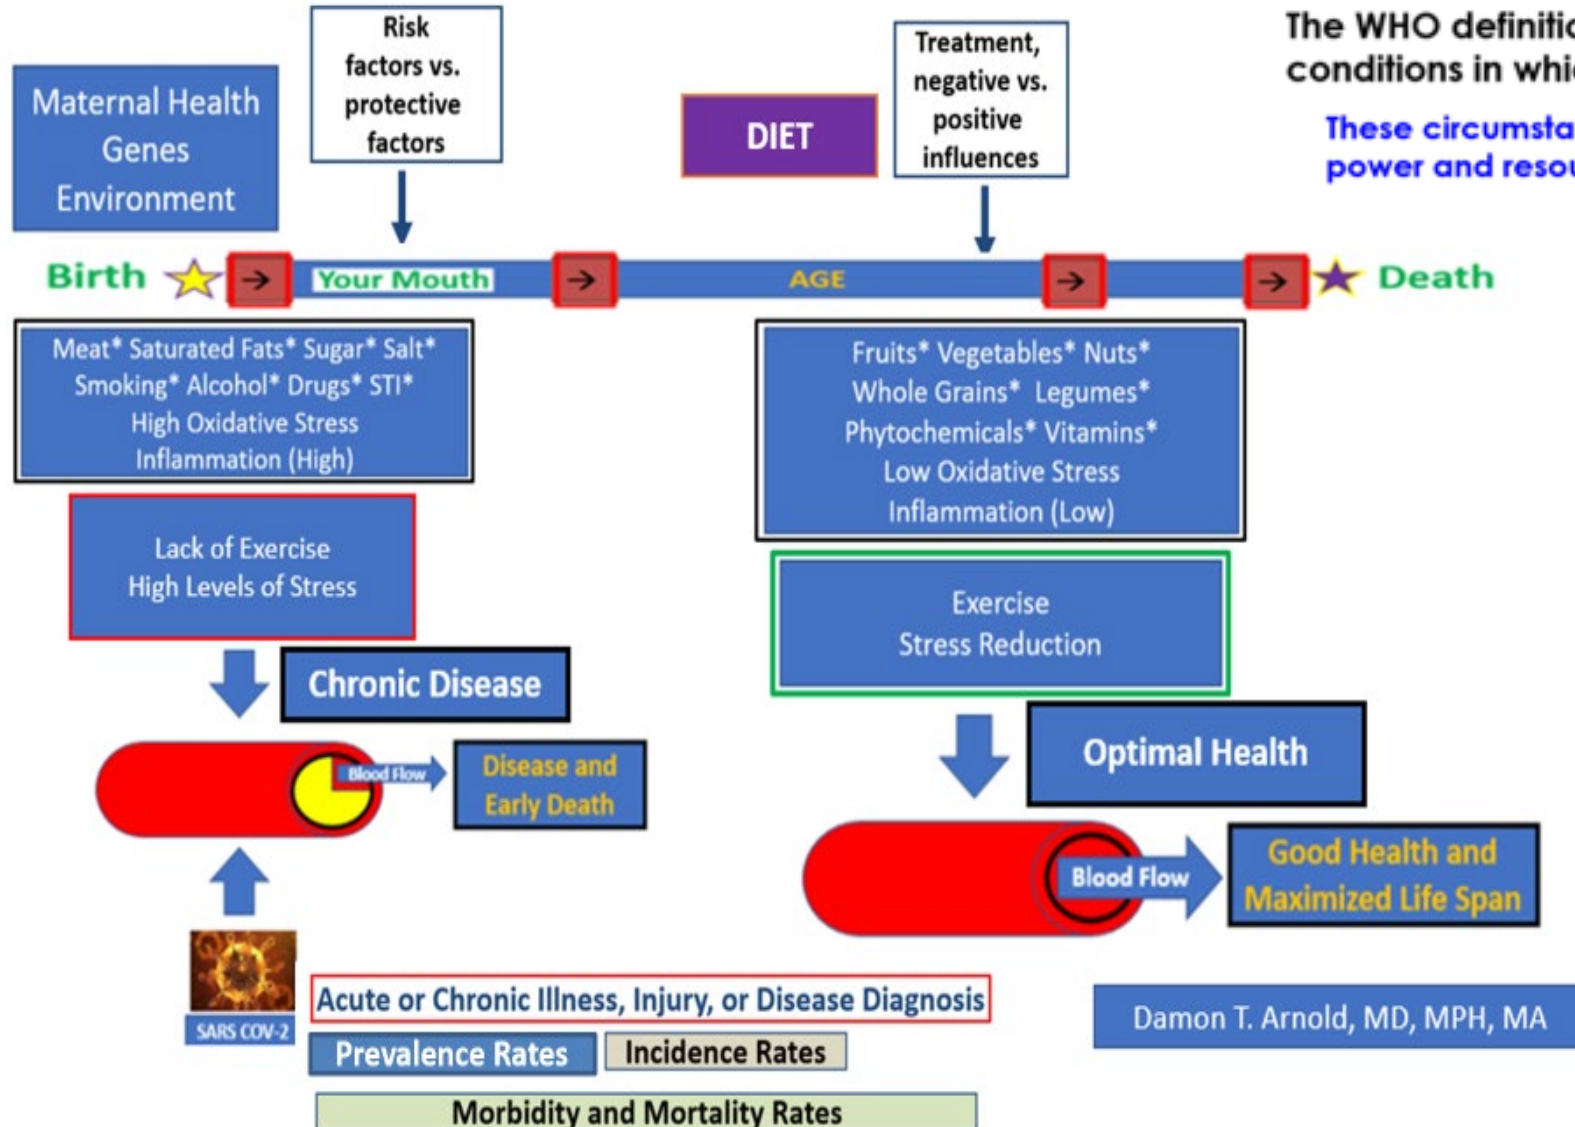 Risk
factors vs.
protective
factors
Treatment,
negative vs.
positive
influences
The WHO
conditions in
These
power and
Maternal Health
Genes
Environment
DIET
Birth
→
Your Mouth
→
AGE
→
→
Death
Meat* Saturated Fats* Sugar* Salt*
Smoking* Alcohol* Drugs* STI*
High Oxidative Stress
Inflammation (High)
Fruits* Vegetables* Nuts*
Whole Grains* Legumes*
Phytochemicals* Vitamins*
Low Oxidative Stress
Inflammation (Low)
Lack of Exercise
High Levels of Stress
Exercise
Stress Reduction
Chronic Disease
Optimal Health
Blood Flow
Disease and
Early Death
Blood Flow
Good Health and
Maximized Life Span
SARS COV-2
Acute or Chronic Illness, Injury, or Disease Diagnosis
Prevalence Rates
Incidence Rates
Morbidity and Mortality Rates
Damon T. Arnold, MD, MPH, MA